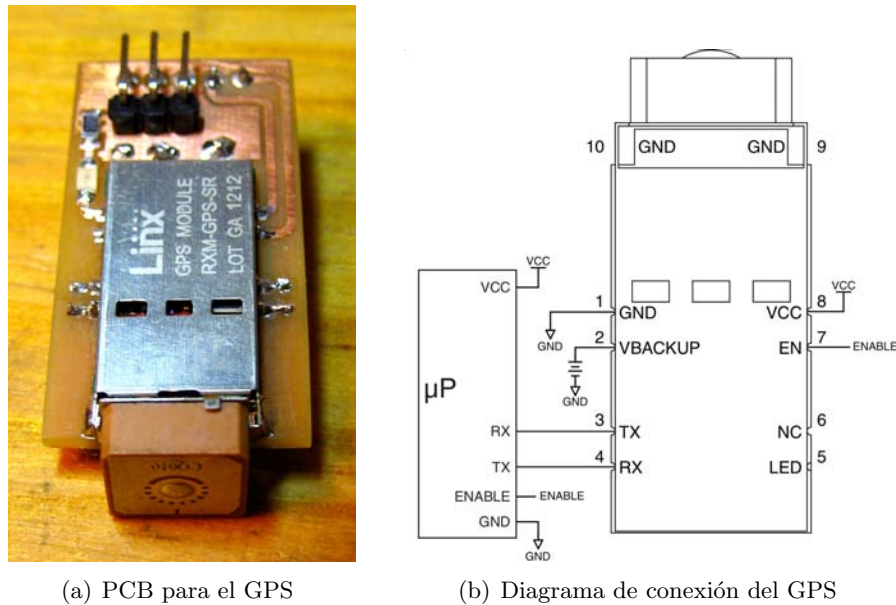 Linx
GPS MODULE
RXM-GPS-SR
LOT GA 1212
(a) PCB para el GPS
10
GND
GND
9
VCC
VCC
1
GND
GND
2
VBACKUP
GND
VCC
8
VCC
7
EN
ENABLE
µP
RX
3
TX
6
NC
TX
4
RX
5
LED
ENABLE
ENABLE
GND
GND
(b) Diagrama de conexión del GPS